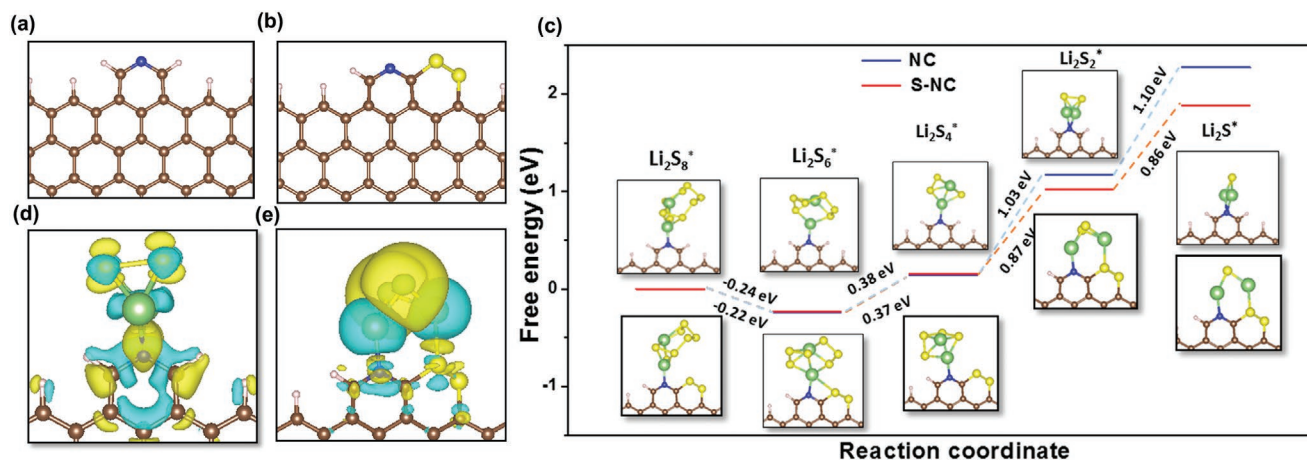 (a)
(b)
(c)
(d)
(e)
Free energy (eV)
2
1
0
-1
Reaction coordinate
NC
S-NC
Li₂S₈*
Li₂S₆*
Li₂S₄*
Li₂S₂*
Li₂S*
-0.24 eV
-0.22 eV
0.38 eV
0.37 eV
1.03 eV
0.87 eV
1.10 eV
0.86 eV